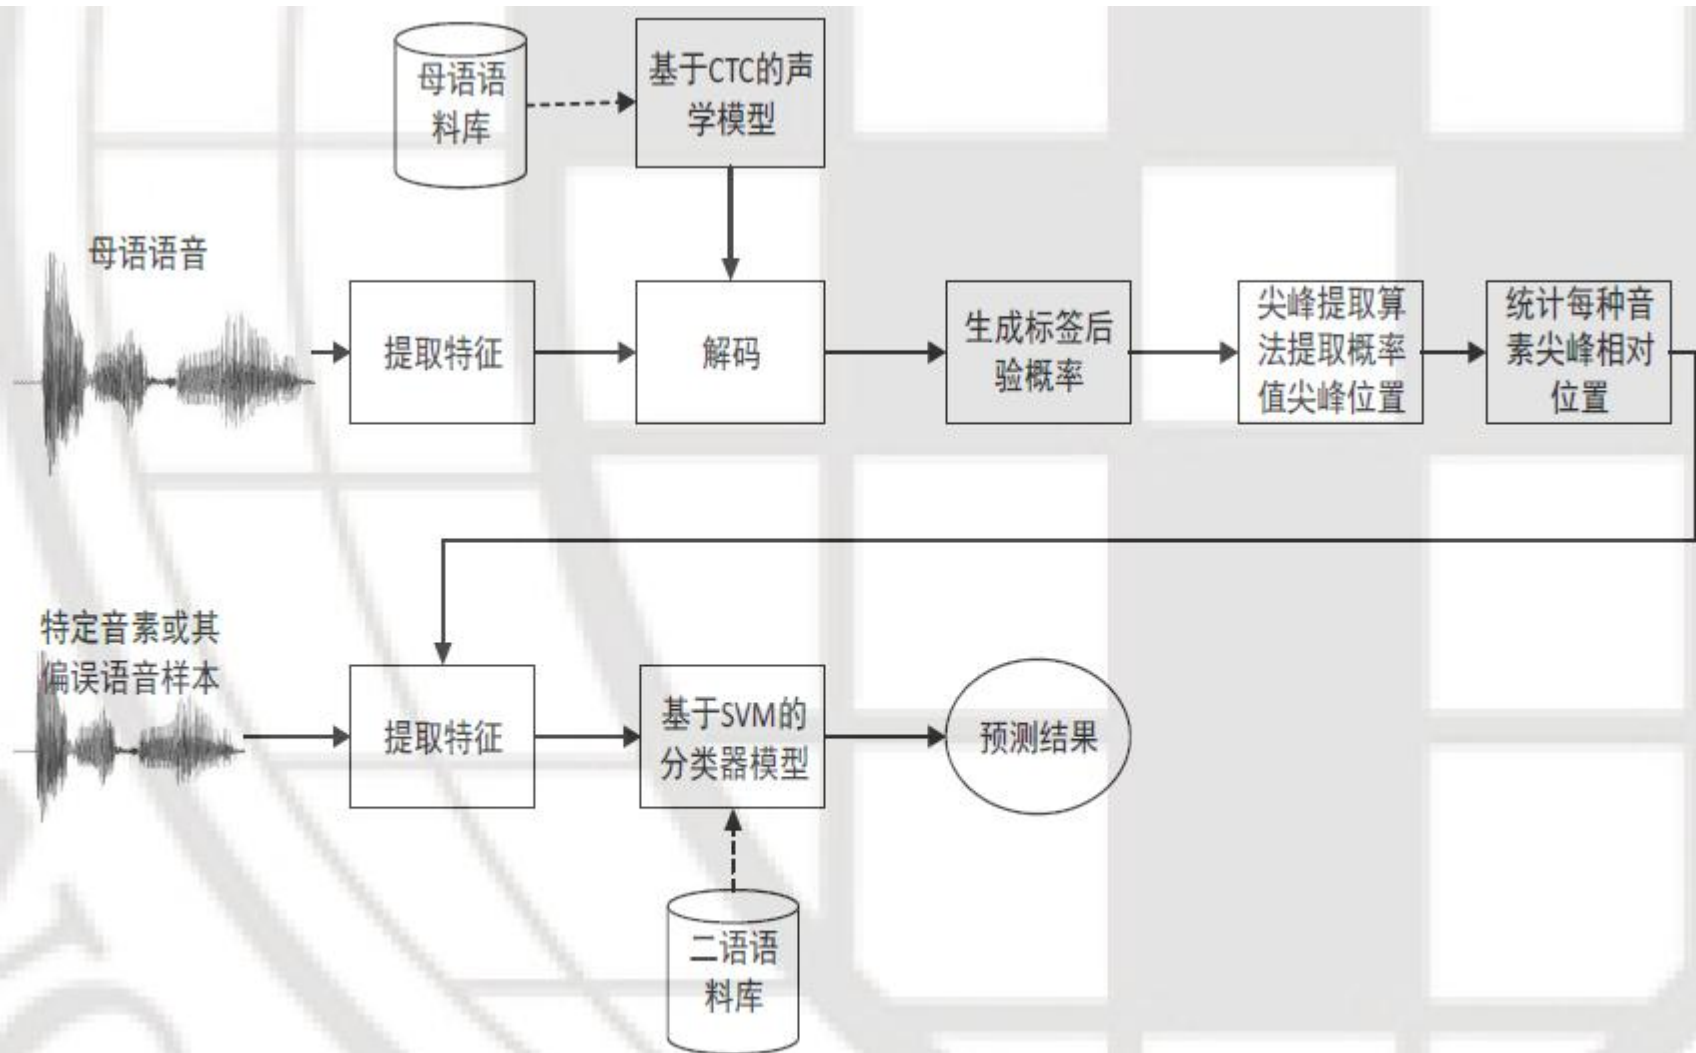 母语语
料库
基于CTC的声
学模型
母语语音
提取特征
解码
生成标签后
验概率
尖峰提取算
法提取概率
值尖峰位置
统计每种音
素尖峰相对
位置
特定音素或其
偏误语音样本
提取特征
基于SVM的
分类器模型
预测结果
二语语
料库